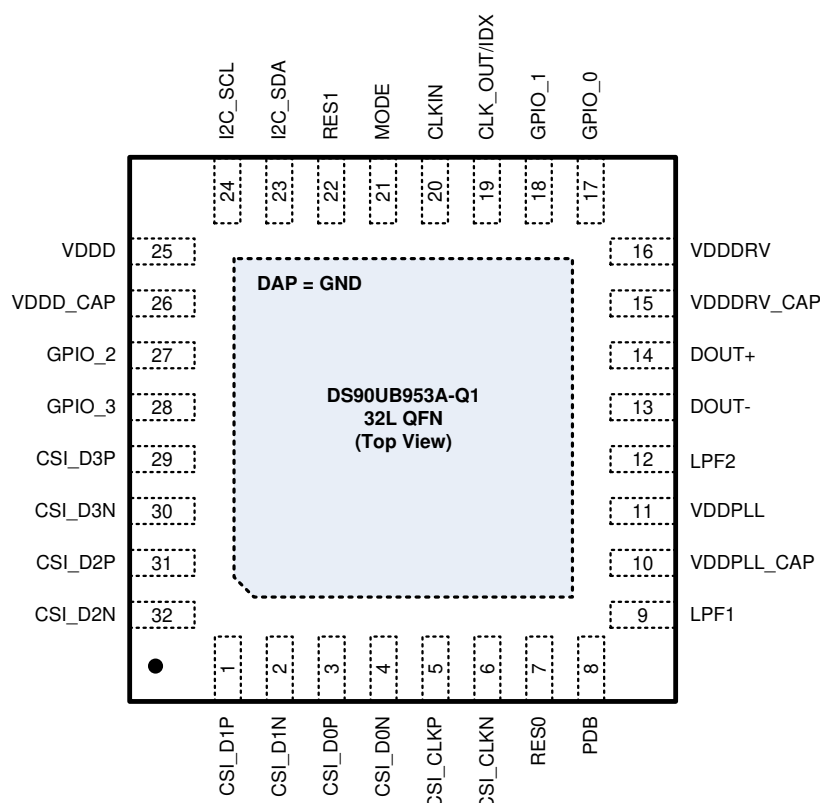 I2C_SCL
I2C_SDA
RES1
MODE
CLKIN
CLK_OUT/IDX
GPIO_1
GPIO_0
24
23
22
21
20
19
18
17
VDDD 25
VDDD_CAP 26
GPIO_2 27
GPIO_3 28
CSI_D3P 29
CSI_D3N 30
CSI_D2P 31
CSI_D2N 32
DAP = GND
DS90UB953A-Q1
32L QFN
(Top View)
16 VDDDRV
15 VDDDRV_CAP
14 DOUT+
13 DOUT-
12 LPF2
11 VDDPLL
10 VDDPLL_CAP
9 LPF1
1
2
3
4
5
6
7
8
CSI_D1P
CSI_D1N
CSI_D0P
CSI_D0N
CSI_CLKP
CSI_CLKN
RES0
PDB